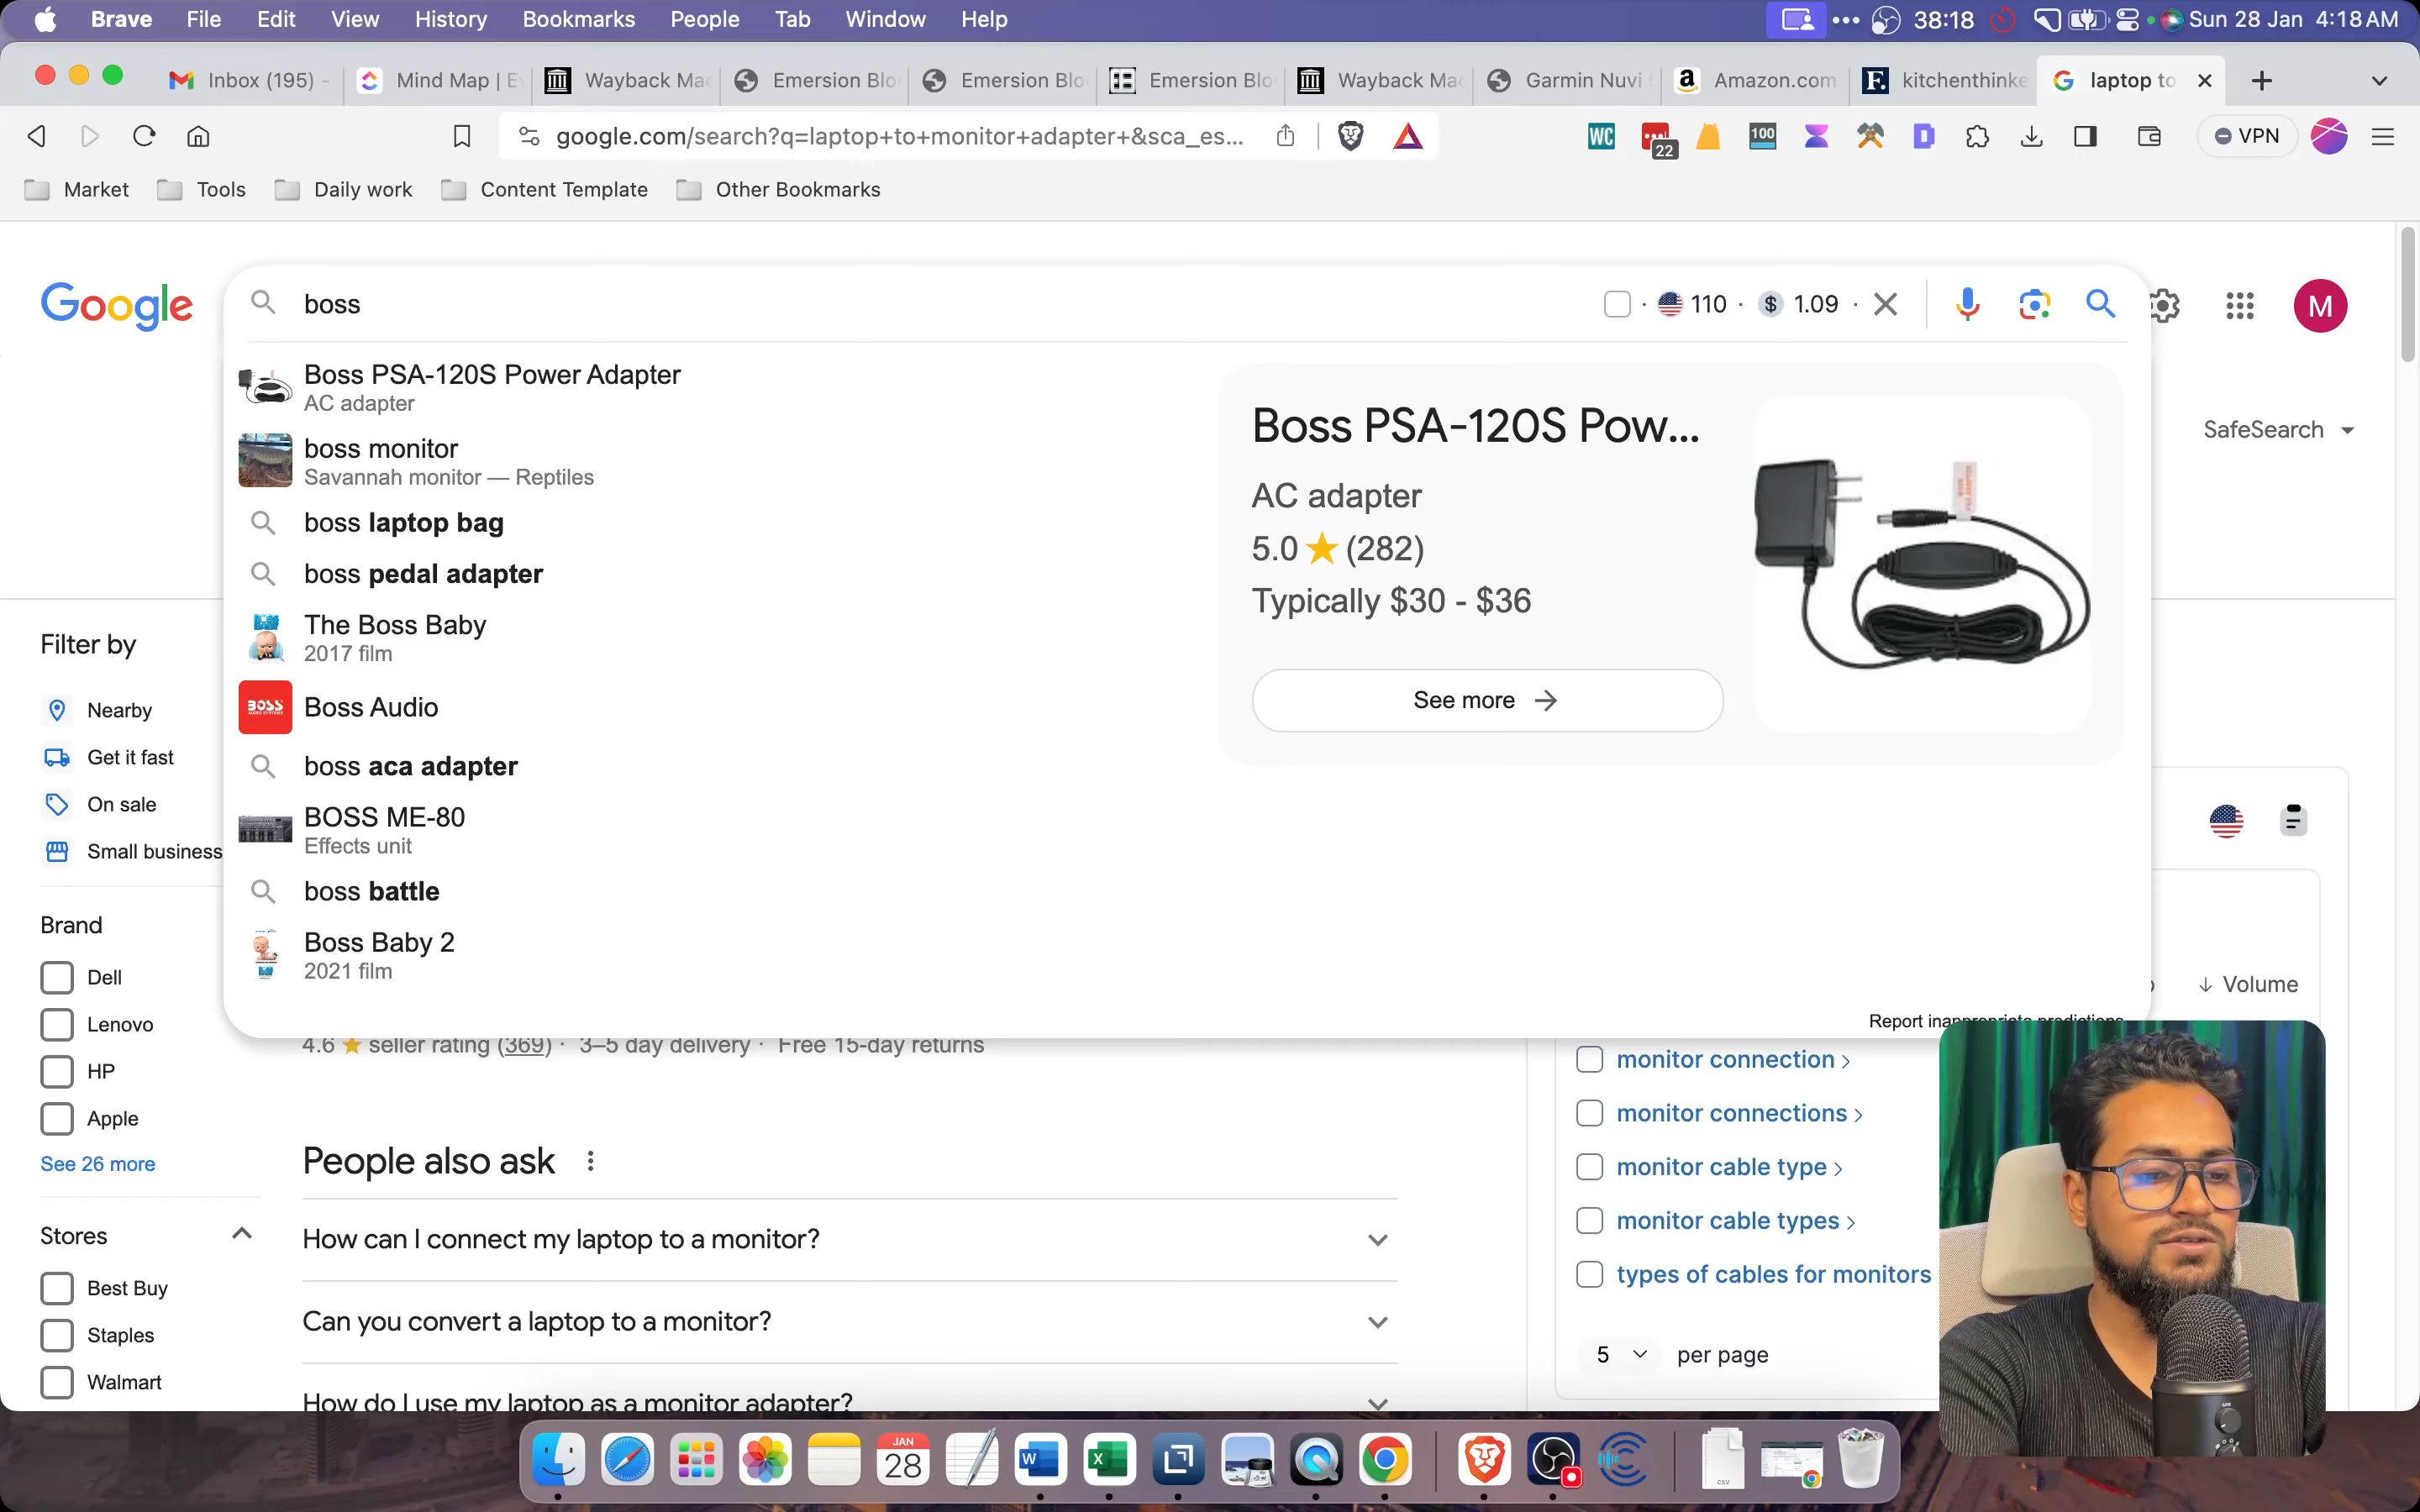 Brave File Edit View History Bookmarks People Tab Window Help 38:18 Sun 28 Jan 4:18 AM
Inbox (195) - Mind Map | E Wayback Mac Emersion Blo Emersion Blo Emersion Blo Wayback Mac Garmin Nuvi Amazon.com kitchenthinke laptop to
google.com/search?q=laptop+to+monitor+adapter+&sca_es... WC 22 100 D VPN
Market Tools Daily work Content Template Other Bookmarks
Google boss 110 · $ 1.09 · M
SafeSearch
Boss PSA-120S Power Adapter
AC adapter
boss monitor
Savannah monitor — Reptiles
boss laptop bag
boss pedal adapter
The Boss Baby
2017 film
Boss Audio
boss aca adapter
BOSS ME-80
Effects unit
boss battle
Boss Baby 2
2021 film
Boss PSA-120S Pow...
AC adapter
5.0 (282)
Typically $30 - $36
See more
Volume
Filter by
Nearby
Get it fast
On sale
Small business
Brand
Dell
Lenovo
HP
Apple
See 26 more
Stores
Best Buy
Staples
Walmart
4.6 seller rating (369) · 3–5 day delivery · Free 15-day returns
People also ask
How can I connect my laptop to a monitor?
Can you convert a laptop to a monitor?
How do I use my laptop as a monitor adapter?
monitor connection
monitor connections
monitor cable type
monitor cable types
types of cables for monitors
5 per page
JAN
28
W
X
CSV